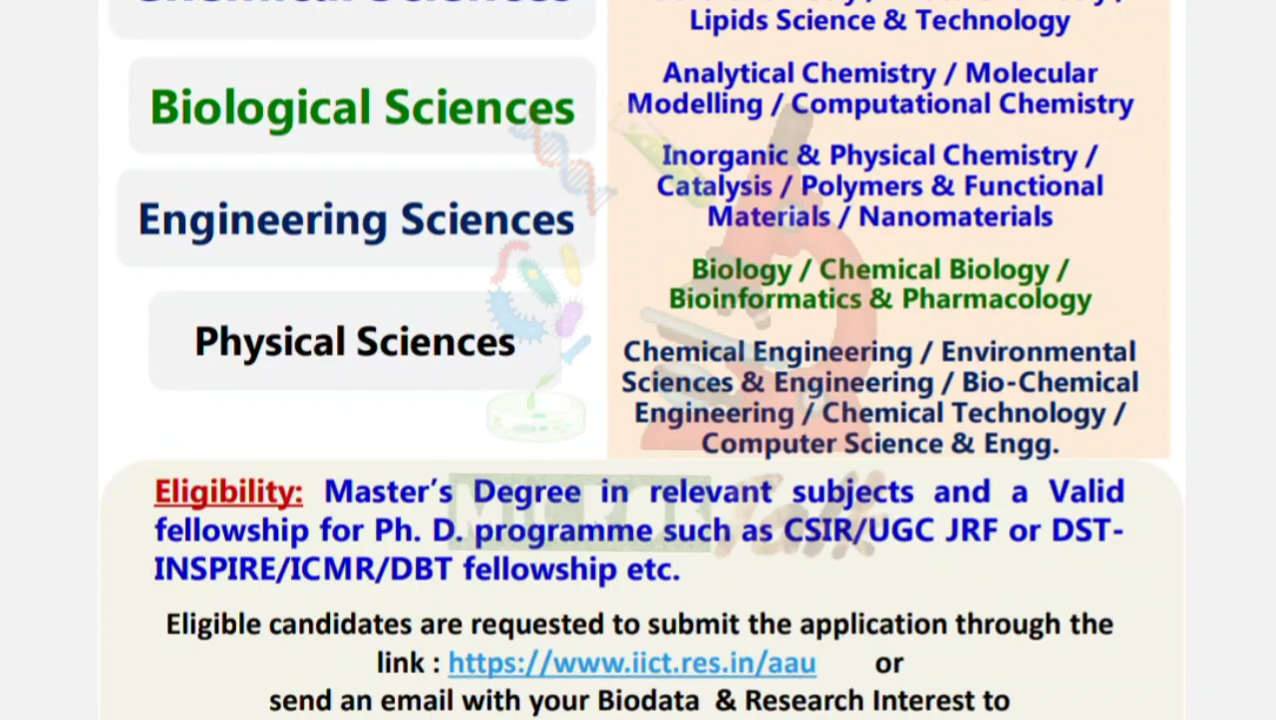 Chemical Sciences
Biological Sciences
Engineering Sciences
Physical Sciences
Lipids Science & Technology
Analytical Chemistry / Molecular
Modelling / Computational Chemistry
Inorganic & Physical Chemistry /
Catalysis / Polymers & Functional
Materials / Nanomaterials
Biology / Chemical Biology /
Bioinformatics & Pharmacology
Chemical Engineering / Environmental
Sciences & Engineering / Bio-Chemical
Engineering / Chemical Technology /
Computer Science & Engg.
Eligibility: Master's Degree in relevant subjects and a Valid
fellowship for Ph. D. programme such as CSIR/UGC JRF or DST-
INSPIRE/ICMR/DBT fellowship etc.
Eligible candidates are requested to submit the application through the
link : https://www.iict.res.in/aau or
send an email with your Biodata & Research Interest to